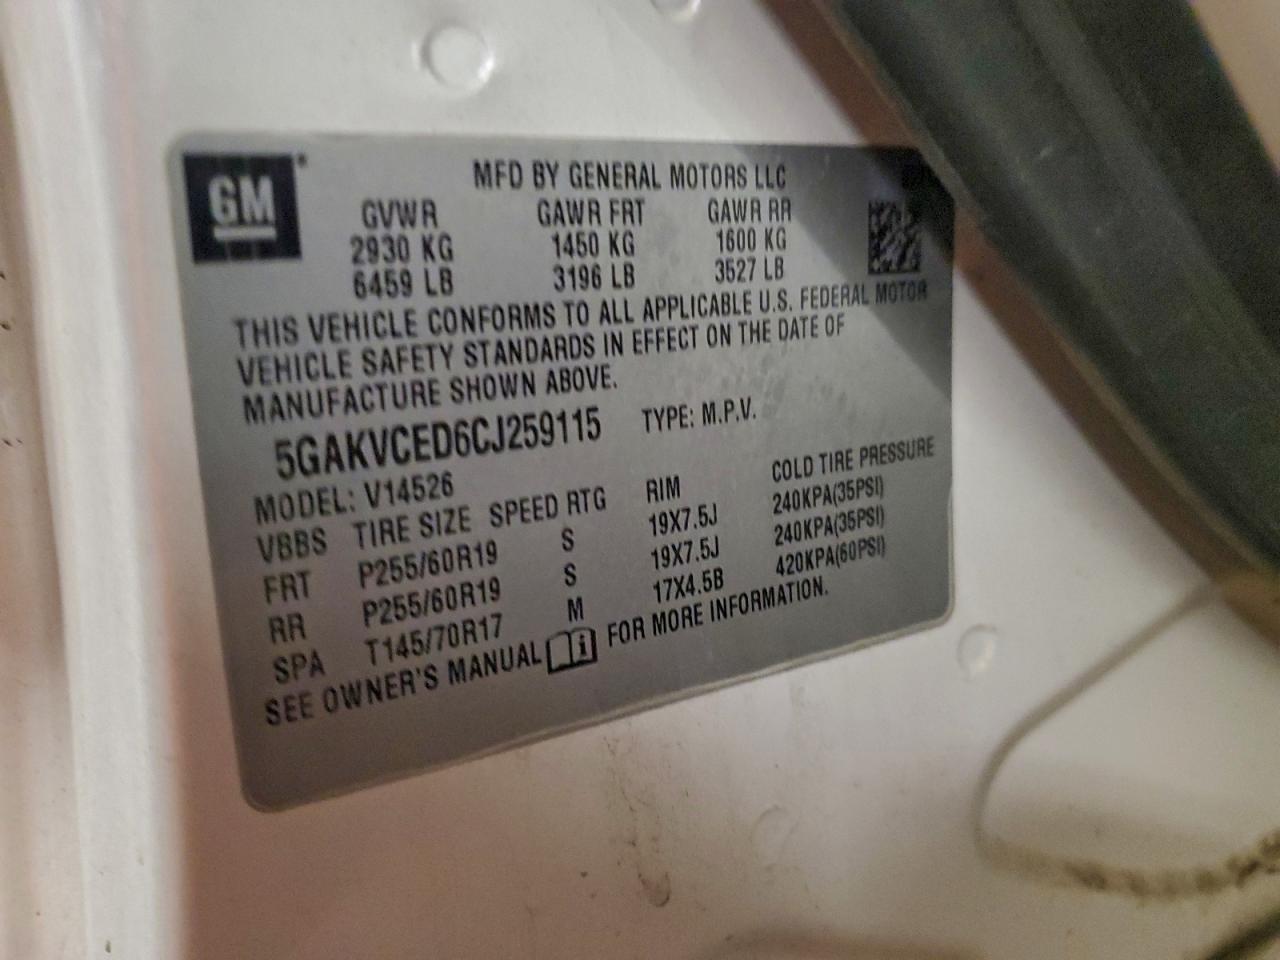 GM
MFD BY GENERAL MOTORS LLC
GVWR GAWR FRT GAWR RR
2930 KG 1450 KG 1600 KG
6459 LB 3196 LB 3527 LB
THIS VEHICLE CONFORMS TO ALL APPLICABLE U.S. FEDERAL MOTOR
VEHICLE SAFETY STANDARDS IN EFFECT ON THE DATE OF
MANUFACTURE SHOWN ABOVE.
5GAKVCED6CJ259115 TYPE: M.P.V.
MODEL: V14526
VBBS TIRE SIZE SPEED RTG RIM COLD TIRE PRESSURE
FRT P255/60R19 S 19X7.5J 240KPA(35PSI)
RR P255/60R19 S 19X7.5J 240KPA(35PSI)
SPA T145/70R17 M 17X4.5B 420KPA(60PSI)
SEE OWNER'S MANUAL FOR MORE INFORMATION.